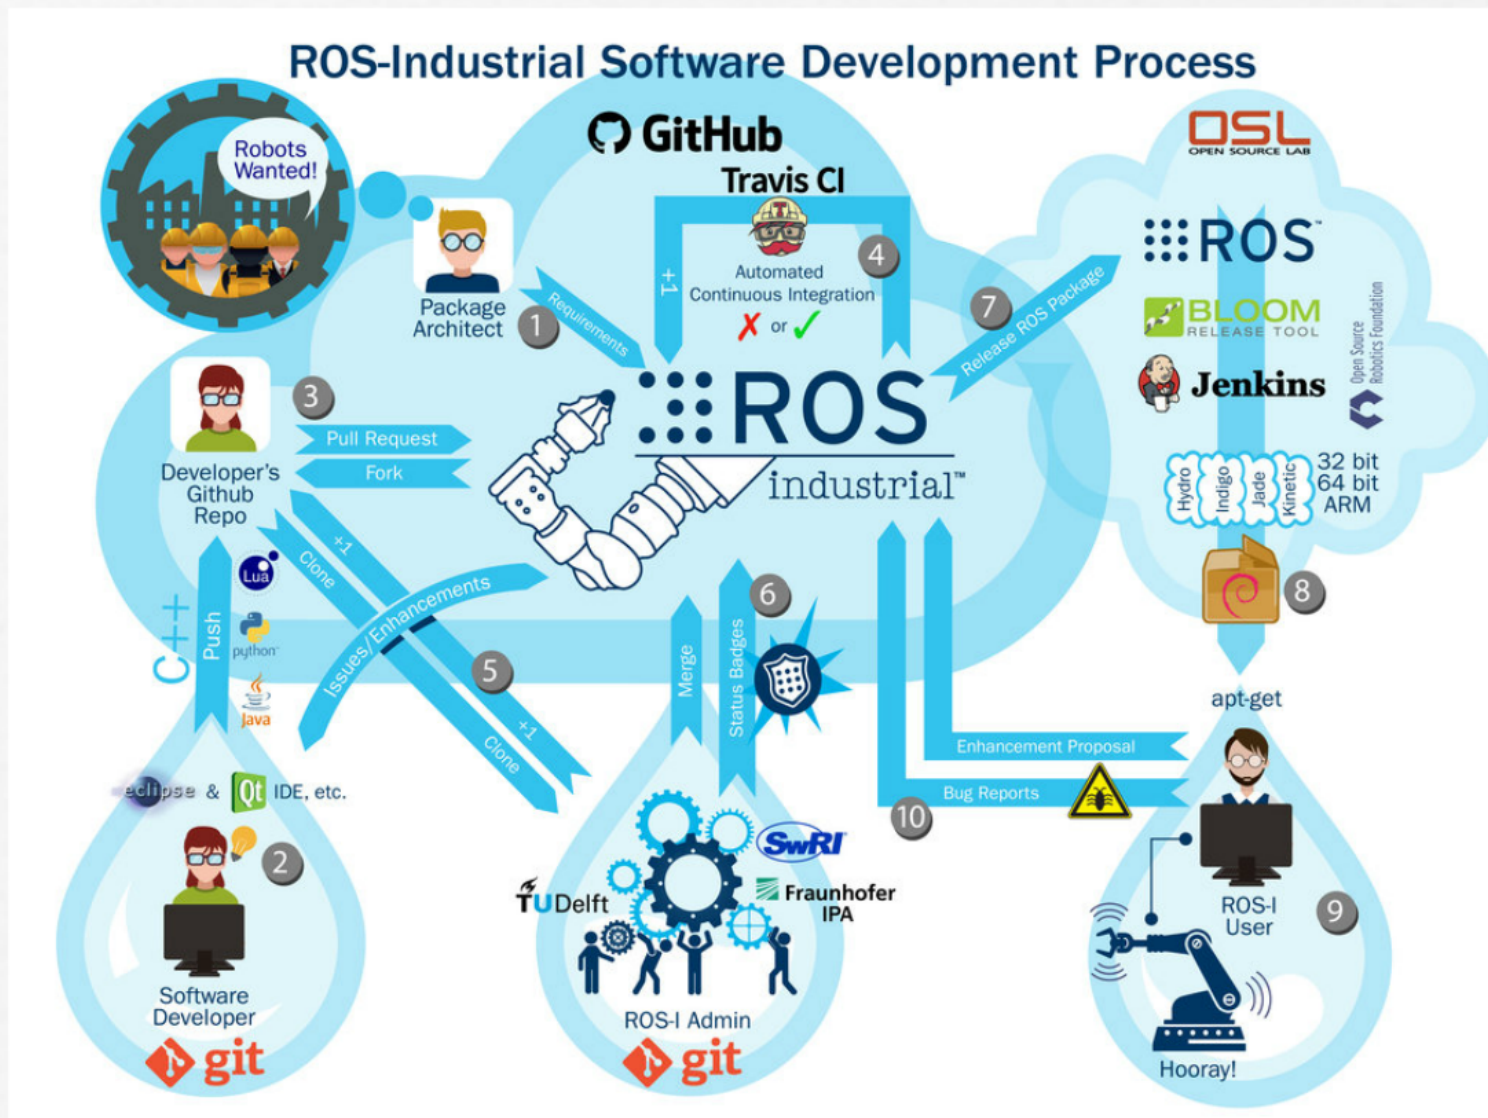 ROS-Industrial Software Development Process
Robots
Wanted!
GitHub
Travis CI
OSL
OPEN SOURCE LAB
Package
Architect
1
Requirements
+1
Automated
Continuous Integration
X or ✓
4
7
Release ROS Package
ROS™
BLOOM
RELEASE TOOL
Jenkins
Open Source
Robotics Foundation
3
Developer's
Github
Repo
Pull Request
Fork
ROS
industrial™
Hydro
Indigo
Jade
Kinetic
32 bit
64 bit
ARM
8
C++
Push
Lua
python
Java
+1
Clone
Issues/Enhancements
5
+1
Clone
Merge
Status Badges
6
apt-get
Enhancement Proposal
Bug Reports
10
eclipse & Qt IDE, etc.
2
Software
Developer
git
SwRI
TUDelft
Fraunhofer
IPA
ROS-I Admin
git
ROS-I
User
9
Hooray!